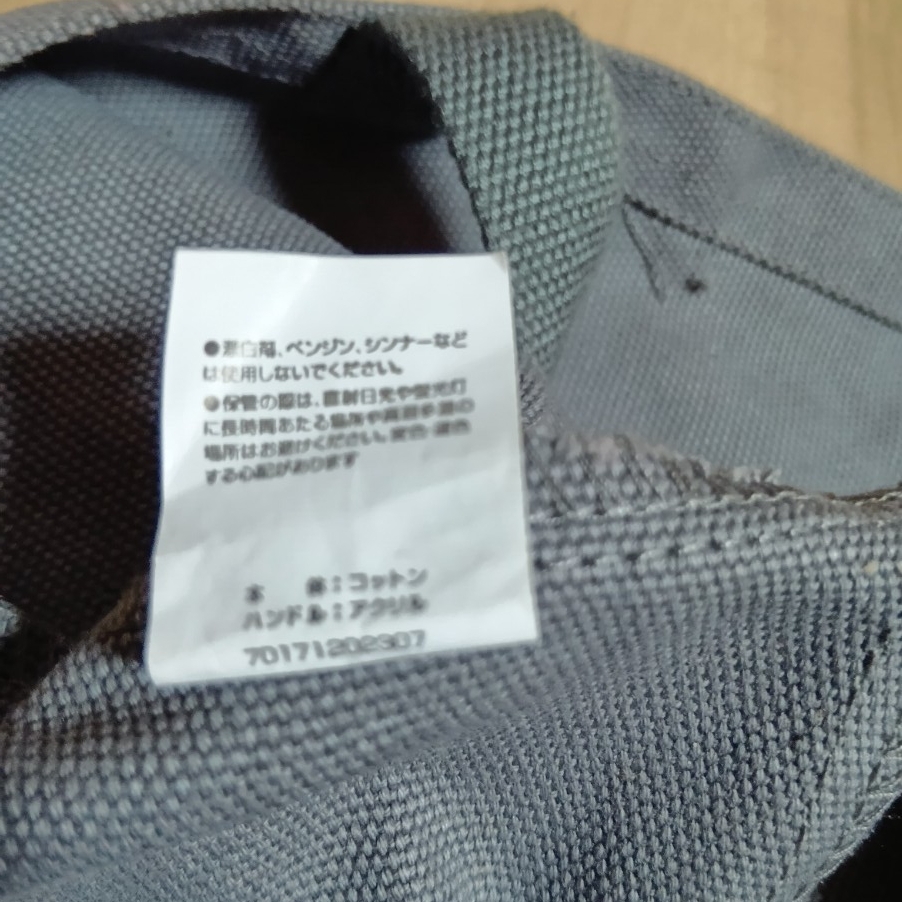 ●漂白剤、ベンジン、シンナーなど
は使用しないでください。
●保管の際は、直射日光や蛍光灯
に長時間あたる場所や高温多湿の
場所はお避けください。変色・退色
する心配があります
本　体：コットン
ハンドル：アクリル
70171202307